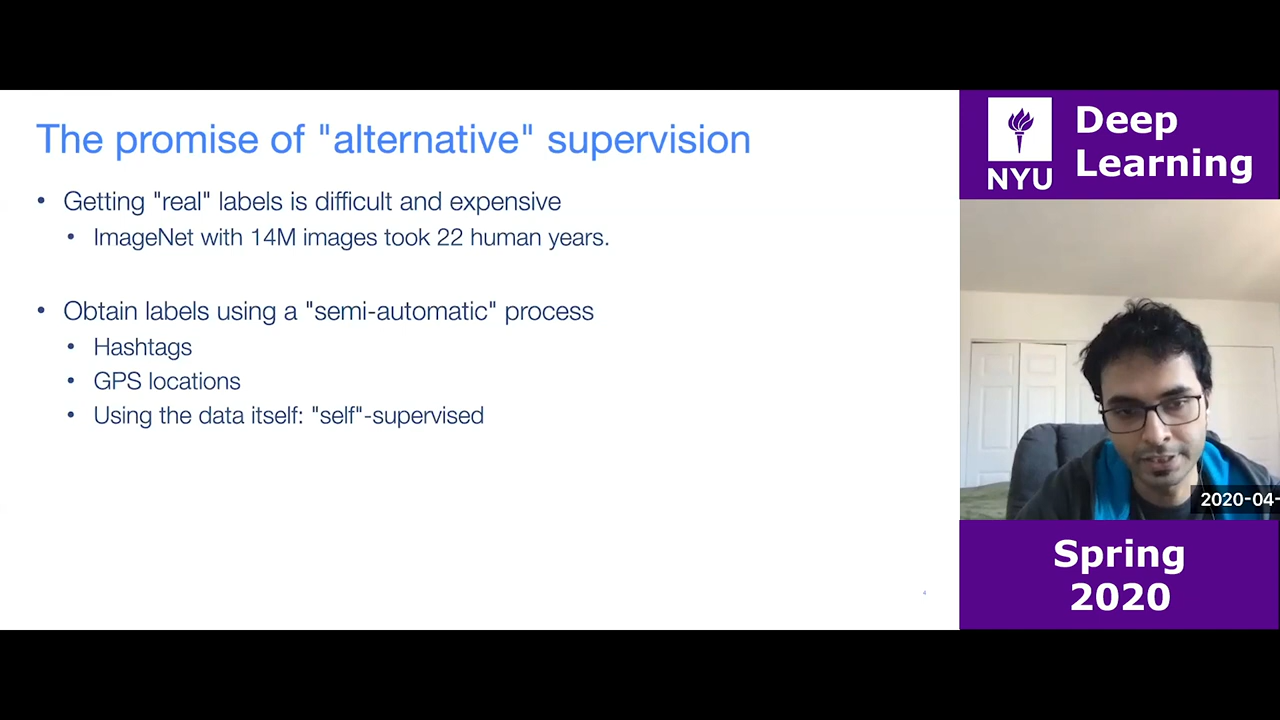 The promise of "alternative" supervision
• Getting "real" labels is difficult and expensive
• ImageNet with 14M images took 22 human years.
• Obtain labels using a "semi-automatic" process
• Hashtags
• GPS locations
• Using the data itself: "self"-supervised
4
NYU
Deep
Learning
2020-04-
Spring
2020